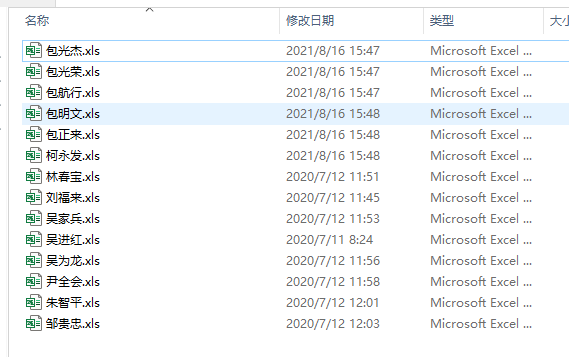 名称 修改日期 类型 大小
包光杰.xls 2021/8/16 15:47 Microsoft Excel ...
包光荣.xls 2021/8/16 15:47 Microsoft Excel ...
包航行.xls 2021/8/16 15:47 Microsoft Excel ...
包明文.xls 2021/8/16 15:48 Microsoft Excel ...
包正来.xls 2021/8/16 15:48 Microsoft Excel ...
柯永发.xls 2021/8/16 15:48 Microsoft Excel ...
林春宝.xls 2020/7/12 11:51 Microsoft Excel ...
刘福来.xls 2020/7/12 11:45 Microsoft Excel ...
吴家兵.xls 2020/7/12 11:53 Microsoft Excel ...
吴进红.xls 2020/7/11 8:24 Microsoft Excel ...
吴为龙.xls 2020/7/12 11:56 Microsoft Excel ...
尹全会.xls 2020/7/12 11:58 Microsoft Excel ...
朱智平.xls 2020/7/12 12:01 Microsoft Excel ...
邹贵忠.xls 2020/7/12 12:03 Microsoft Excel ...